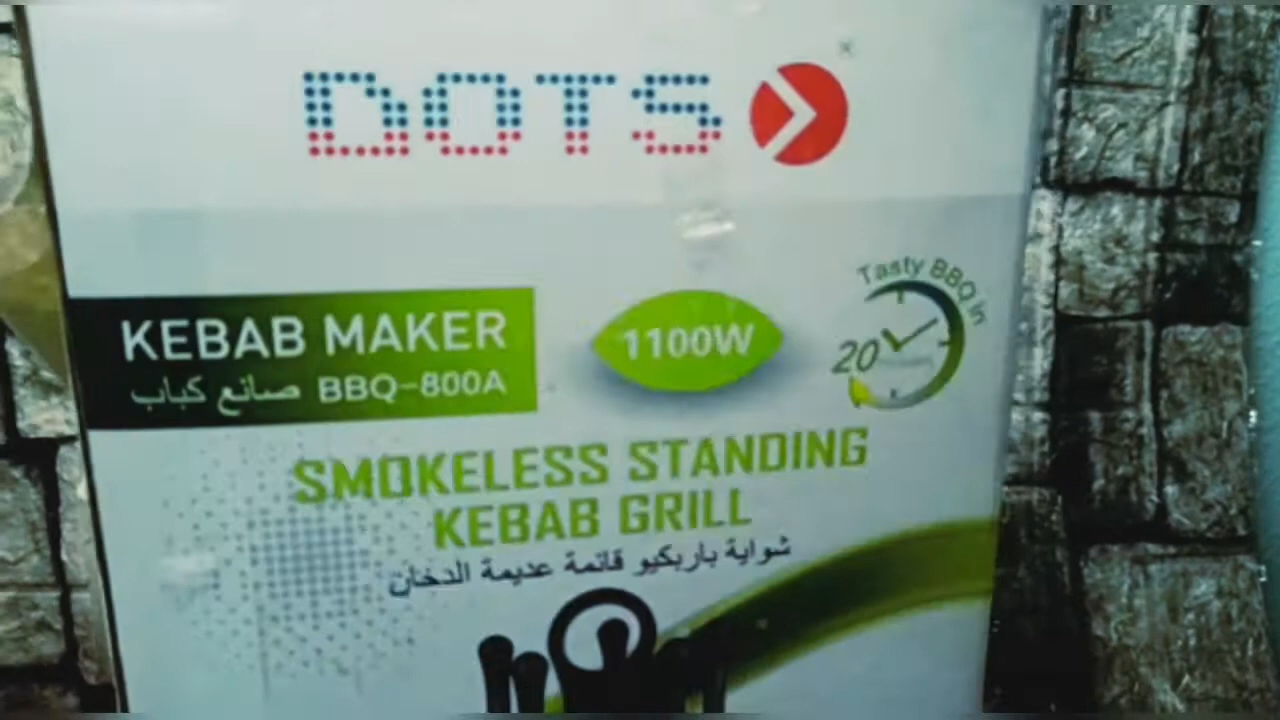 DOTS
Tasty BBQ in
20
KEBAB MAKER
1100W
صانع كباب BBQ-800A
SMOKELESS STANDING
KEBAB GRILL
شواية باربكيو قائمة عديمة الدخان